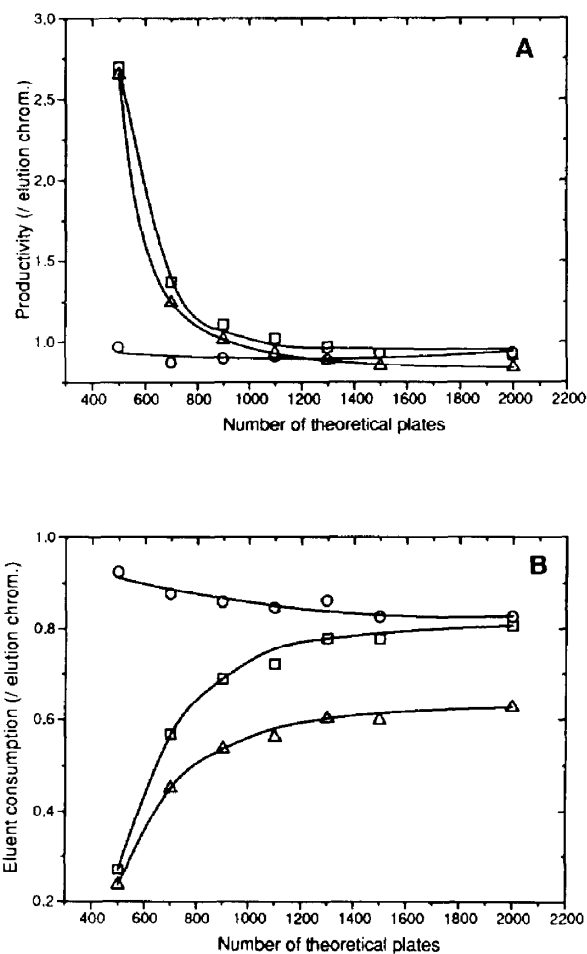 A
Productivity (/ elution chrom.)
3.0
2.5
2.0
1.5
1.0
400 600 800 1000 1200 1400 1600 1800 2000 2200
Number of theoretical plates
B
Eluent consumption (/ elution chrom.)
1.0
0.8
0.6
0.4
0.2
400 600 800 1000 1200 1400 1600 1800 2000 2200
Number of theoretical plates